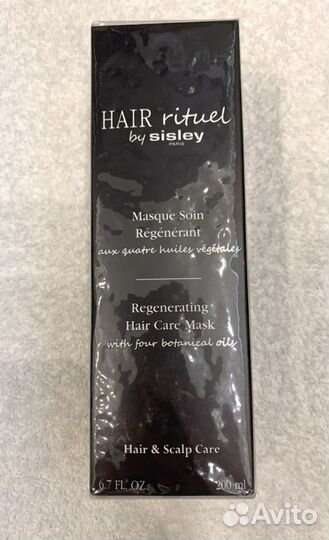 HAIR rituel
by sisley
PARIS
Masque Soin
Régénérant
aux quatre huiles végétales
Regenerating
Hair Care Mask
with four botanical oils
Hair & Scalp Care
6.7 FL. OZ. 200 ml
Avito